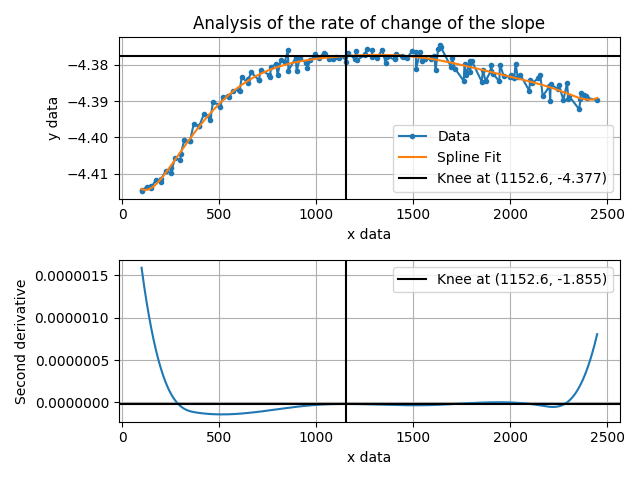 Analysis of the rate of change of the slope
−4.38
−4.39
−4.40
−4.41
y data
Data
Spline Fit
Knee at (1152.6, -4.377)
0 500 1000 1500 2000 2500
x data
0.0000015
0.0000010
0.0000005
0.0000000
Second derivative
Knee at (1152.6, -1.855)
0 500 1000 1500 2000 2500
x data